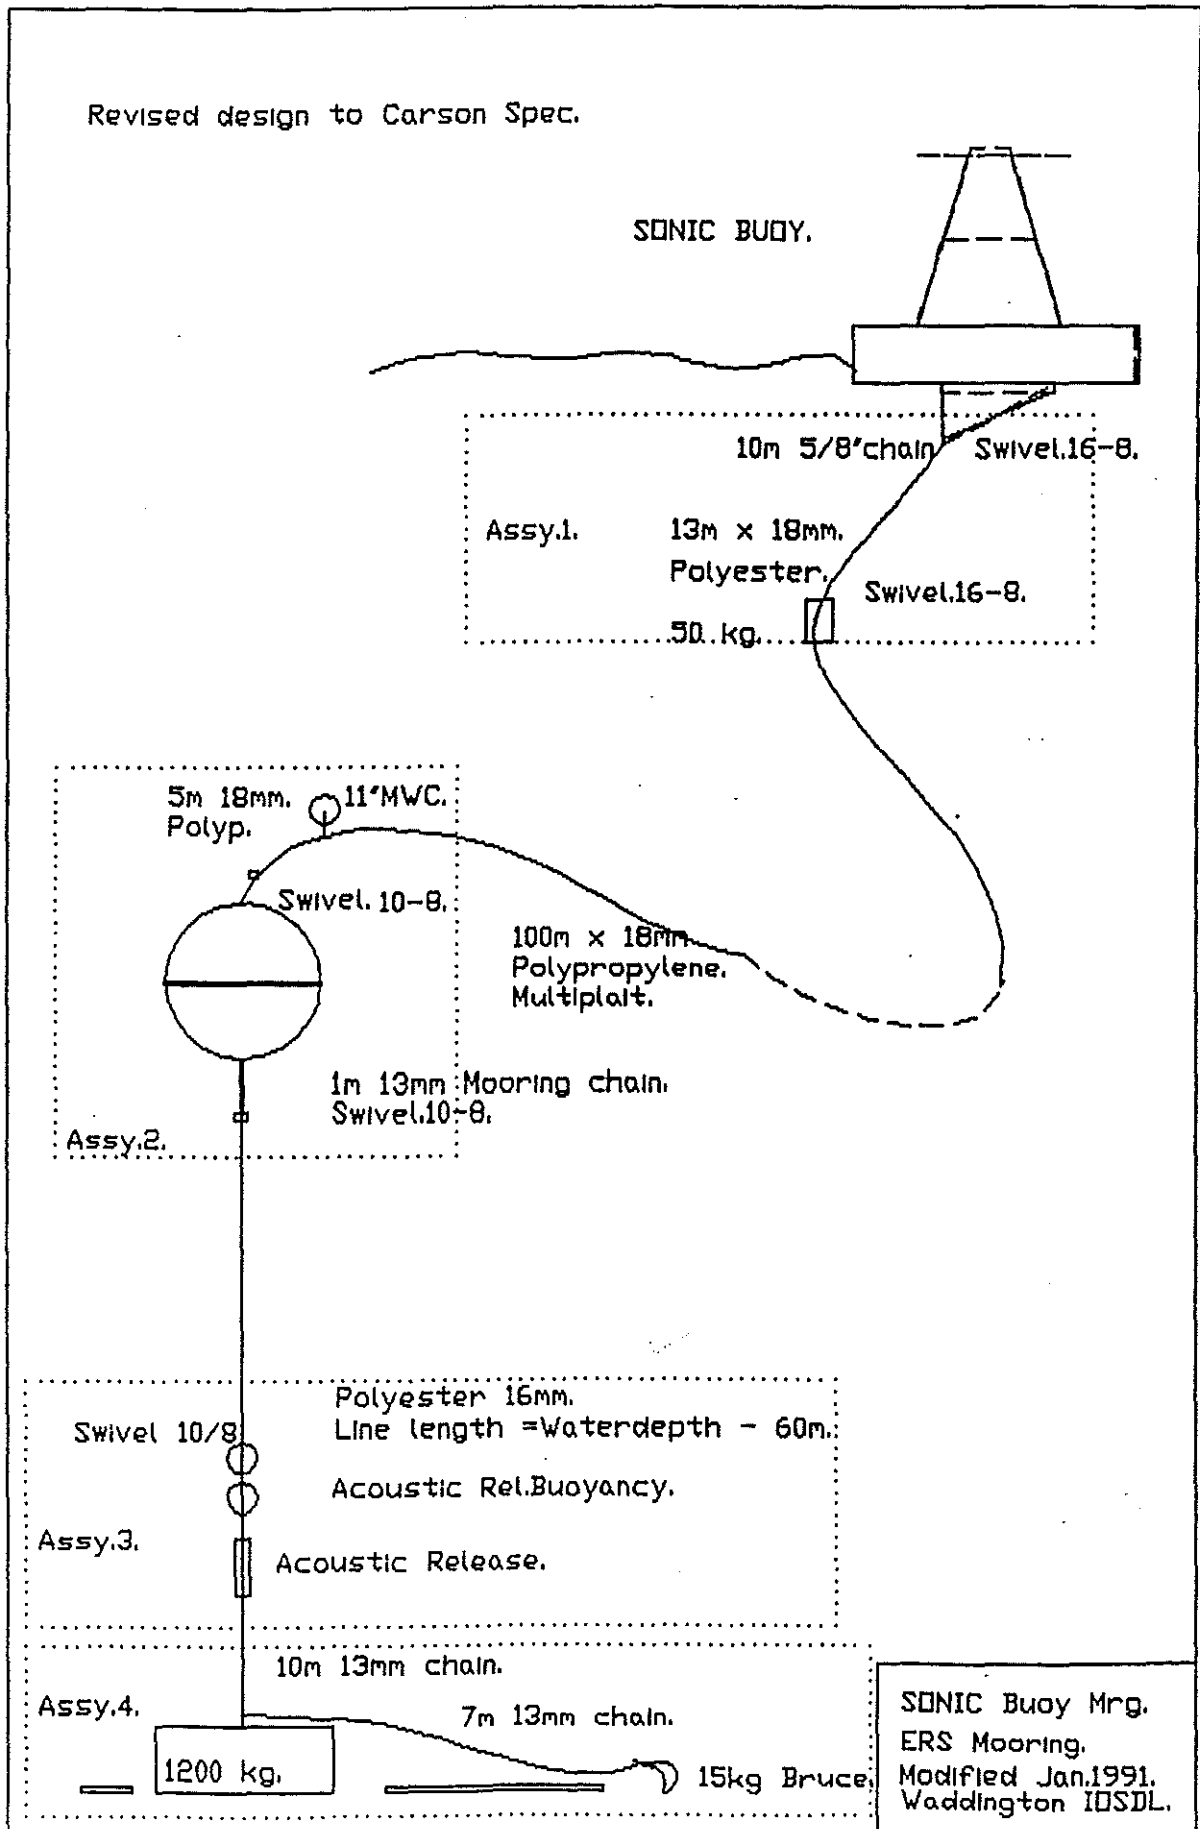 Revised design to Carson Spec.
SONIC BUOY.
10m 5/8'chain
Swivel.16-8.
Assy.1.
13m x 18mm.
Polyester.
Swivel.16-8.
50 kg.
5m 18mm.
Polyp.
11'MWC.
Swivel. 10-8.
100m x 18mm
Polypropylene.
Multiplait.
1m 13mm Mooring chain.
Swivel.10-8.
Assy.2.
Polyester 16mm.
Line length =Waterdepth - 60m.
Swivel 10/8
Acoustic Rel.Buoyancy.
Assy.3.
Acoustic Release.
10m 13mm chain.
Assy.4.
7m 13mm chain.
1200 kg.
15kg Bruce.
SONIC Buoy Mrg.
ERS Mooring.
Modified Jan.1991.
Waddington IOSDL.